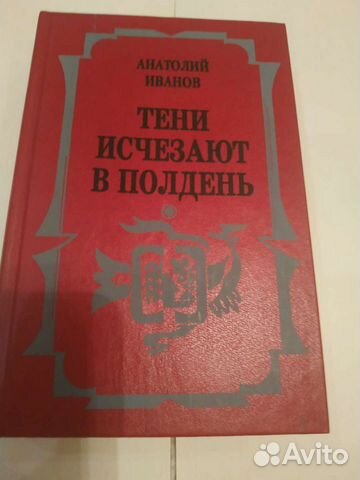 АНАТОЛИЙ
ИВАНОВ
ТЕНИ
ИСЧЕЗАЮТ
В ПОЛДЕНЬ
Avito